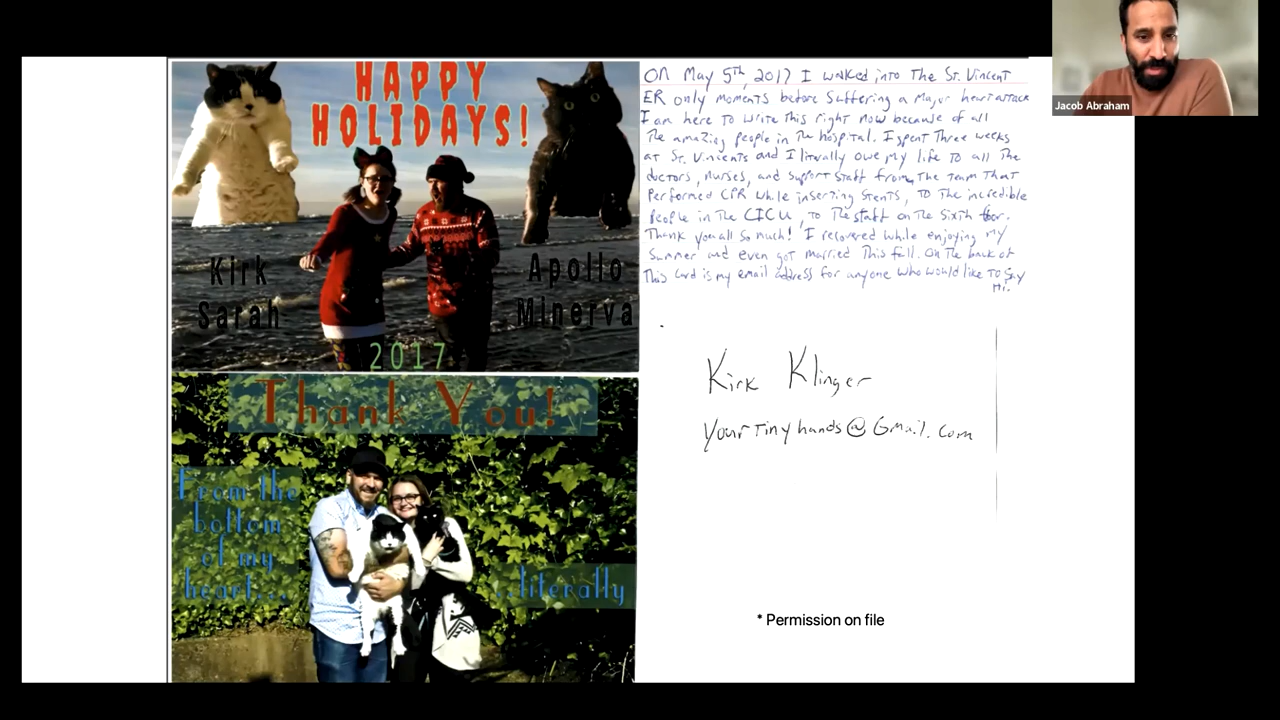 HAPPY
HOLIDAYS!
Kirk
Sarah
Apollo
Minerva
2017
Thank You!
From the
bottom
of my
heart...
...literally
On May 5th, 2017 I walked into The St. Vincent
ER only moments before suffering a major heart attack
I am here to write this right now because of all
The amazing people in The hospital. I spent Three weeks
at St. Vincents and I literally owe my life to all The
doctors, nurses, and support staff from The team That
performed CPR while inserting stents, to the incredible
People in the CICU, to the staff on the sixth floor.
Thank you all so much! I recovered while enjoying my
Summer and even got married This fall. On the back of
This card is my email address for anyone who would like to say
Hi.
Kirk Klinger
yourtinyhands@Gmail.com
* Permission on file
Jacob Abraham